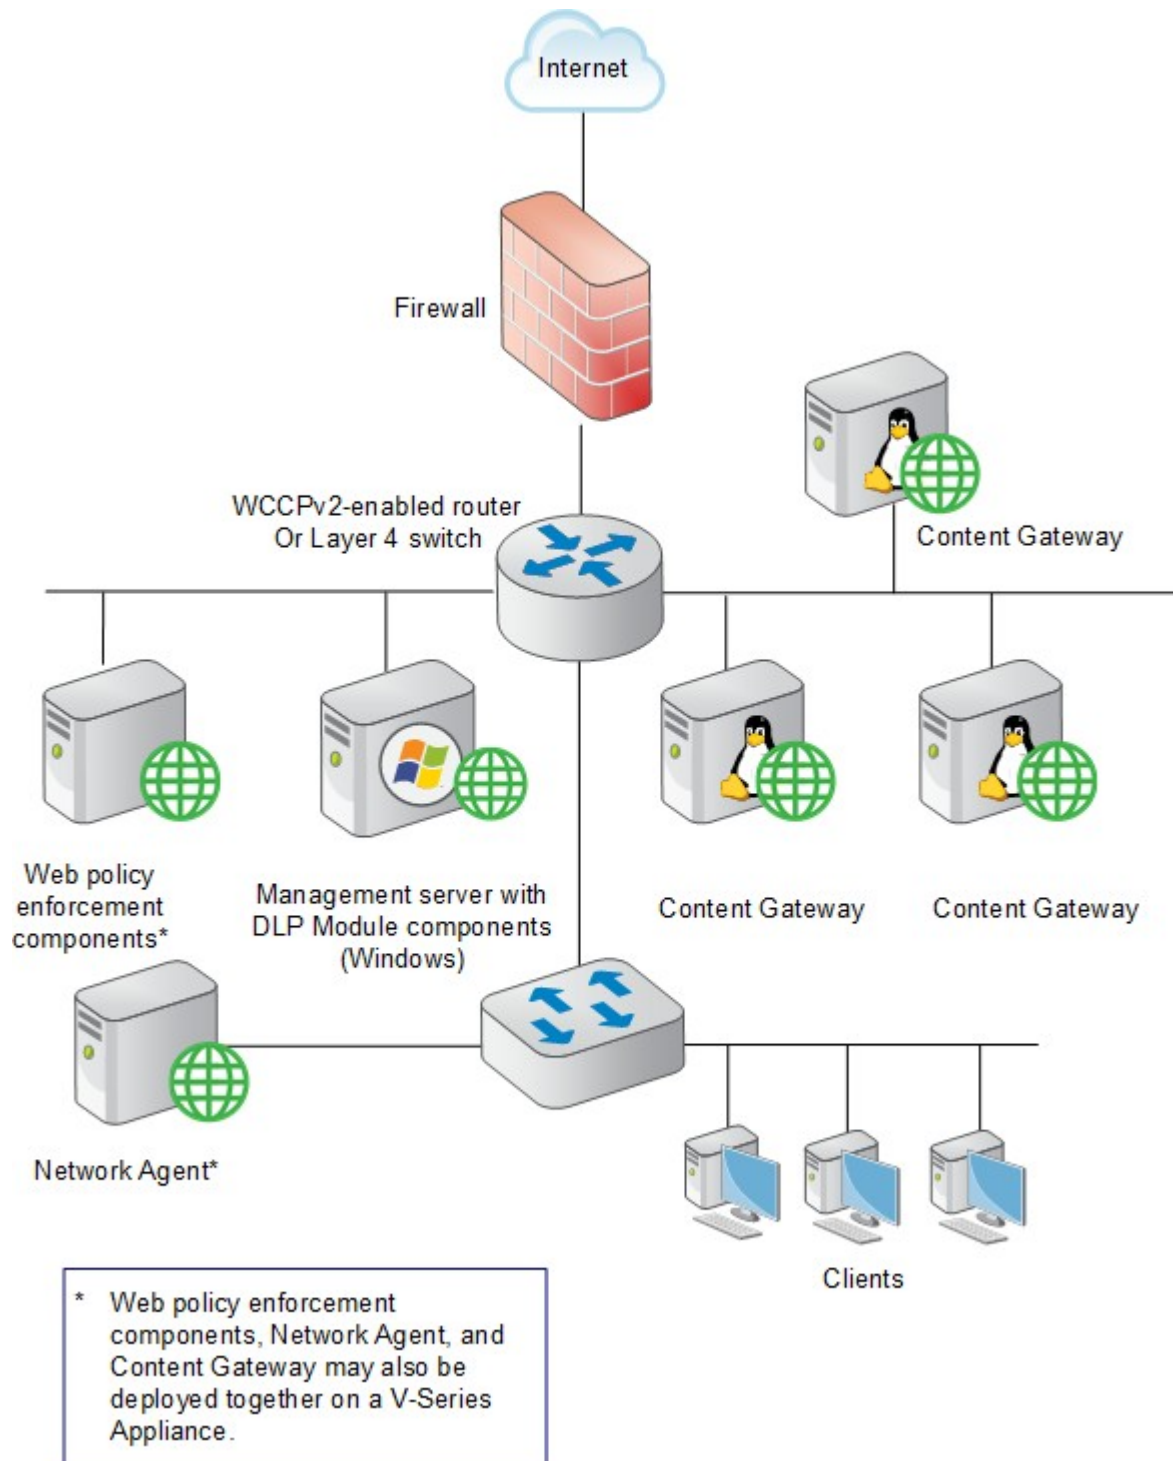 Internet
Firewall
WCCPv2-enabled router
Or Layer 4 switch
Content Gateway
Web policy
enforcement
components*
Management server with
DLP Module components
(Windows)
Content Gateway
Content Gateway
Network Agent*
Clients
* Web policy enforcement
components, Network Agent, and
Content Gateway may also be
deployed together on a V-Series
Appliance.